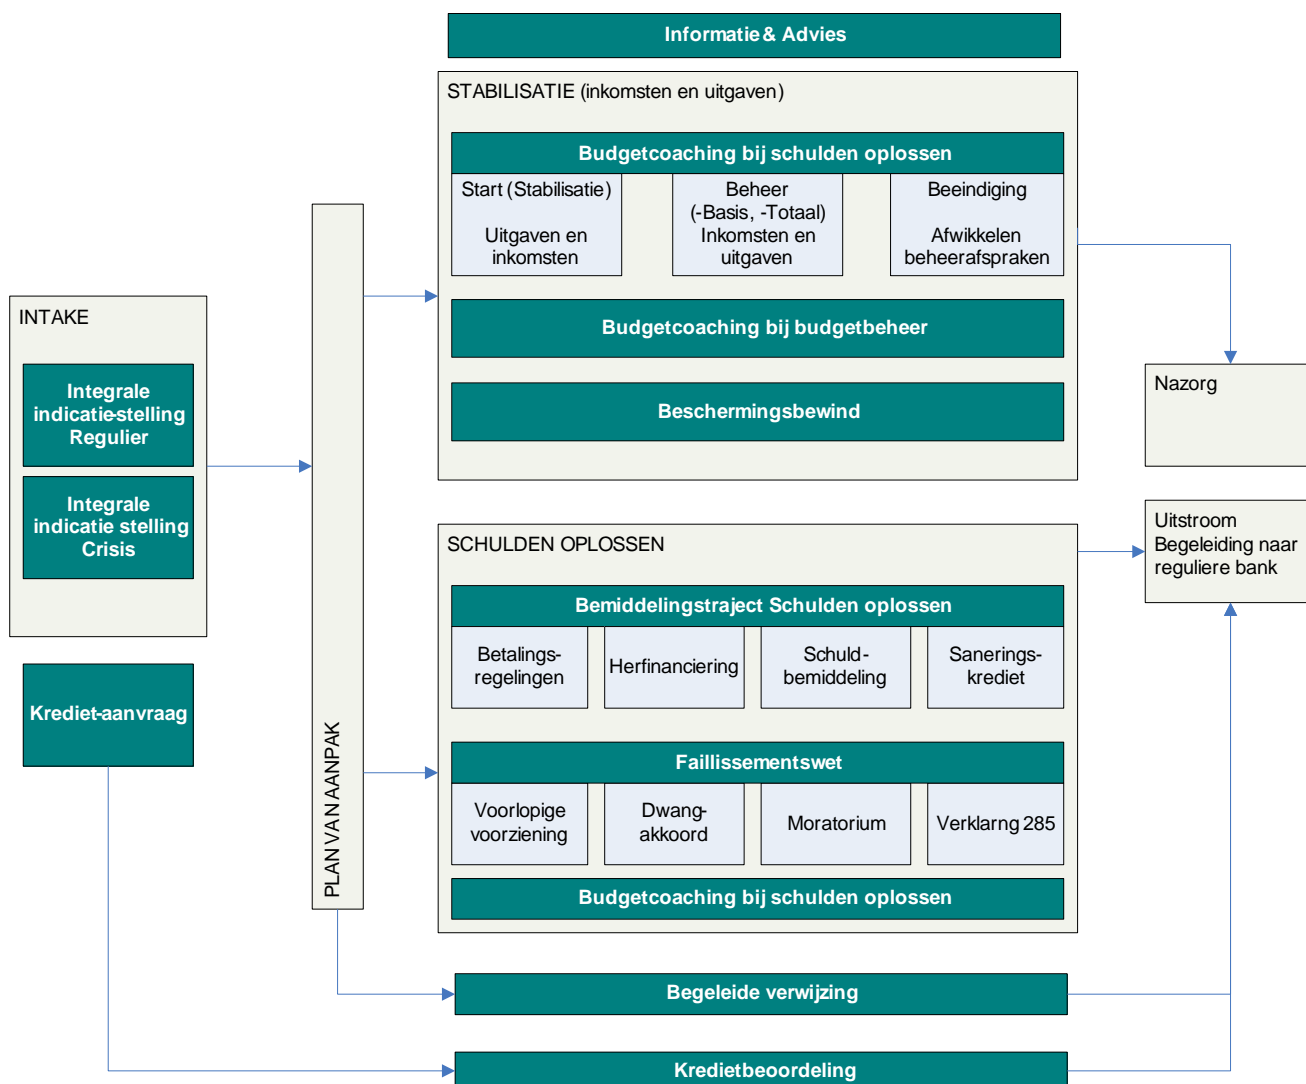 Informatie & Advies
STABILISATIE (inkomsten en uitgaven)
Budgetcoaching bij schulden oplossen
Start (Stabilisatie)
Uitgaven en
inkomsten
Beheer
(-Basis, -Totaal)
Inkomsten en
uitgaven
Beeindiging
Afwikkelen
beheerafspraken
Budgetcoaching bij budgetbeheer
Beschermingsbewind
INTAKE
Integrale
indicatie-stelling
Regulier
Integrale
indicatie stelling
Crisis
Krediet-aanvraag
PLAN VAN AANPAK
Nazorg
Uitstroom
Begeleiding naar
reguliere bank
SCHULDEN OPLOSSEN
Bemiddelingstraject Schulden oplossen
Betalings-
regelingen
Herfinanciering
Schuld-
bemiddeling
Sanerings-
krediet
Faillissementswet
Voorlopige
voorziening
Dwang-
akkoord
Moratorium
Verklarng 285
Budgetcoaching bij schulden oplossen
Begeleide verwijzing
Kredietbeoordeling